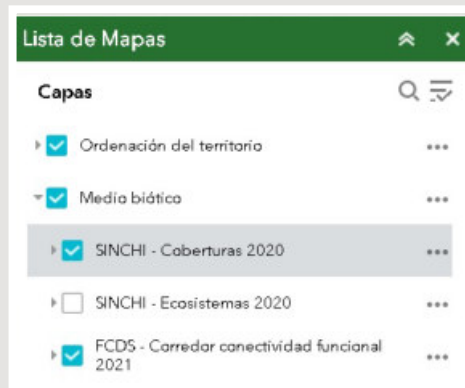 Lista de Mapas
Capas
Ordenación del territorio
Medio biótico
SINCHI - Coberturas 2020
SINCHI - Ecosistemas 2020
FCDS - Corredor conectividad funcional
2021